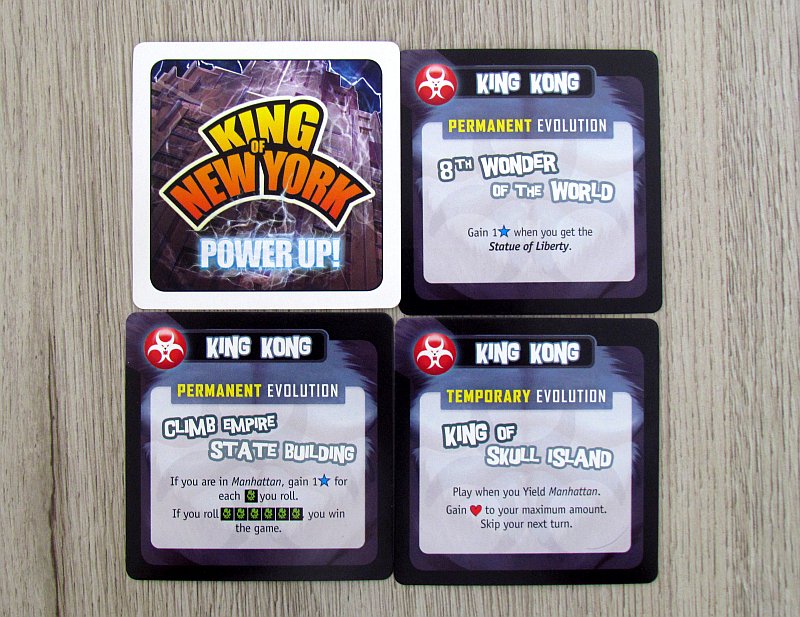 KING
OF
NEW YORK
POWER UP!
KING KONG
PERMANENT EVOLUTION
8TH WONDER
OF THE WORLD
Gain 1 when you get the
Statue of Liberty.
KING KONG
PERMANENT EVOLUTION
CLIMB EMPIRE
STATE BUILDING
If you are in Manhattan, gain 1 for
each you roll.
If you roll , you win
the game.
KING KONG
TEMPORARY EVOLUTION
KING OF
SKULL ISLAND
Play when you Yield Manhattan.
Gain to your maximum amount.
Skip your next turn.